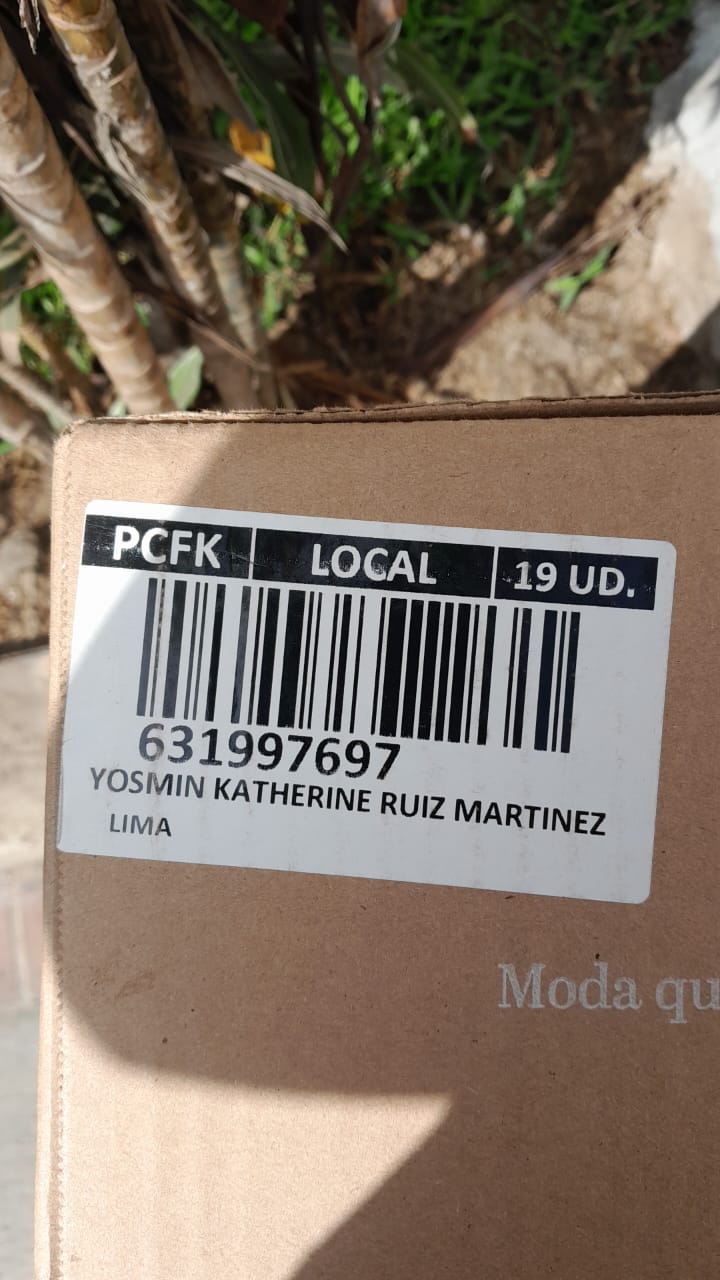 PCFK LOCAL 19 UD.
631997697
YOSMIN KATHERINE RUIZ MARTINEZ
LIMA
Moda qu